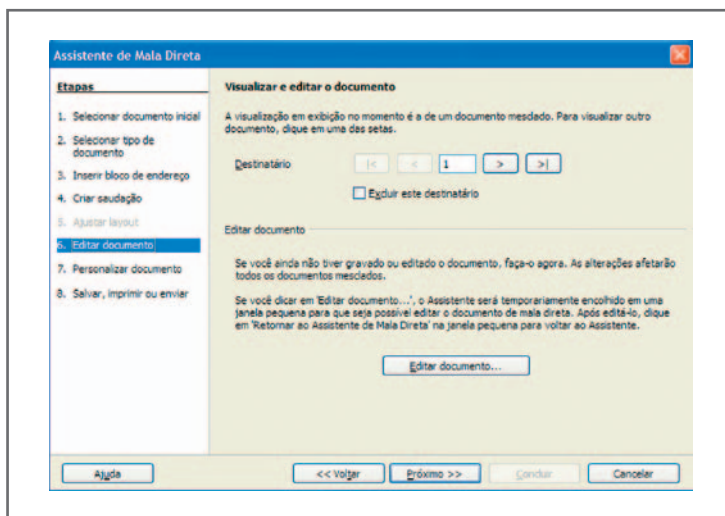 Assistente de Mala Direta
Etapas
1. Selecionar documento inicial
2. Selecionar tipo de
documento
3. Inserir bloco de endereço
4. Criar saudação
5. Ajustar layout
6. Editar documento
7. Personalizar documento
8. Salvar, imprimir ou enviar
Visualizar e editar o documento
A visualização em exibição no momento é a de um documento mesclado. Para visualizar outro
documento, clique em uma das setas.
Destinatário |< < 1 > >|
Excluir este destinatário
Editar documento
Se você ainda não tiver gravado ou editado o documento, faça-o agora. As alterações afetarão
todos os documentos mesclados.
Se você clicar em 'Editar documento...', o Assistente será temporariamente encolhido em uma
janela pequena para que seja possível editar o documento de mala direta. Após editá-lo, clique
em 'Retornar ao Assistente de Mala Direta' na janela pequena para voltar ao Assistente.
Editar documento...
Ajuda << Voltar Próximo >> Concluir Cancelar